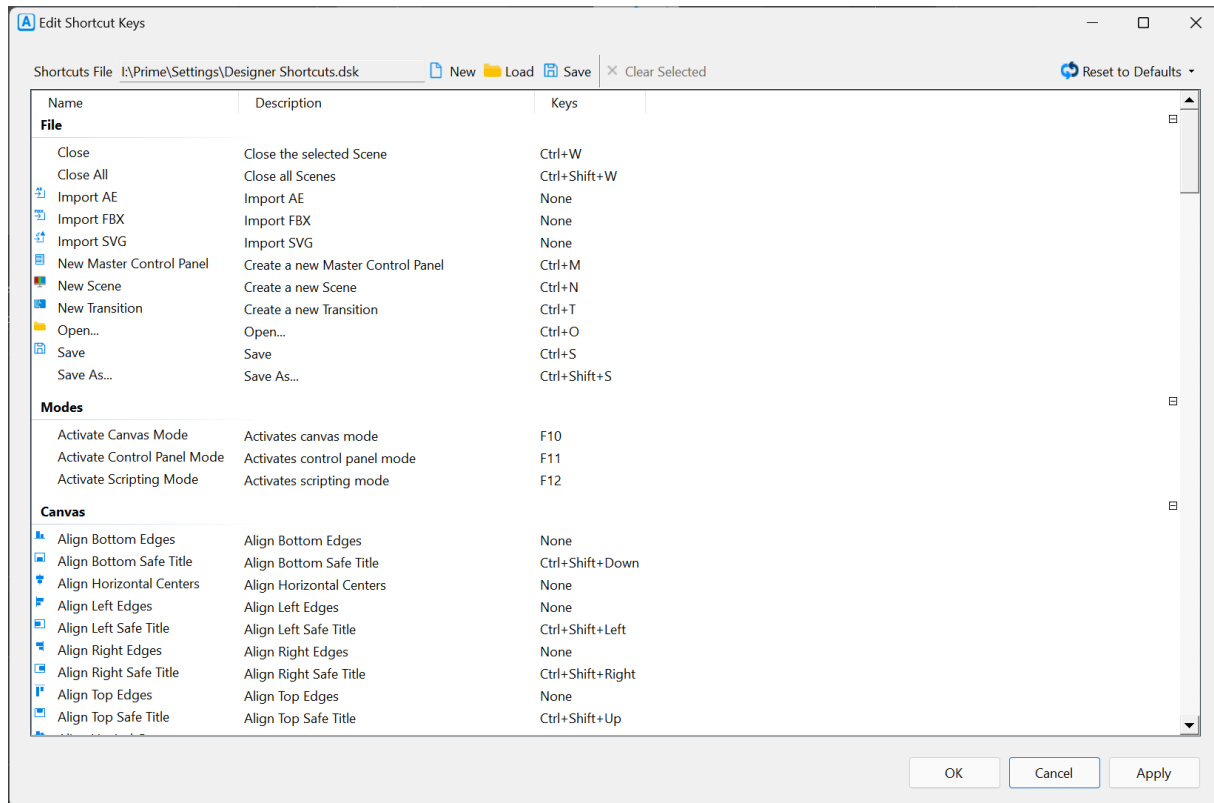 Edit Shortcut Keys
Shortcuts File I:\Prime\Settings\Designer Shortcuts.dsk New Load Save Clear Selected Reset to Defaults
Name Description Keys
File
Close Close the selected Scene Ctrl+W
Close All Close all Scenes Ctrl+Shift+W
Import AE Import AE None
Import FBX Import FBX None
Import SVG Import SVG None
New Master Control Panel Create a new Master Control Panel Ctrl+M
New Scene Create a new Scene Ctrl+N
New Transition Create a new Transition Ctrl+T
Open... Open... Ctrl+O
Save Save Ctrl+S
Save As... Save As... Ctrl+Shift+S
Modes
Activate Canvas Mode Activates canvas mode F10
Activate Control Panel Mode Activates control panel mode F11
Activate Scripting Mode Activates scripting mode F12
Canvas
Align Bottom Edges Align Bottom Edges None
Align Bottom Safe Title Align Bottom Safe Title Ctrl+Shift+Down
Align Horizontal Centers Align Horizontal Centers None
Align Left Edges Align Left Edges None
Align Left Safe Title Align Left Safe Title Ctrl+Shift+Left
Align Right Edges Align Right Edges None
Align Right Safe Title Align Right Safe Title Ctrl+Shift+Right
Align Top Edges Align Top Edges None
Align Top Safe Title Align Top Safe Title Ctrl+Shift+Up
OK Cancel Apply